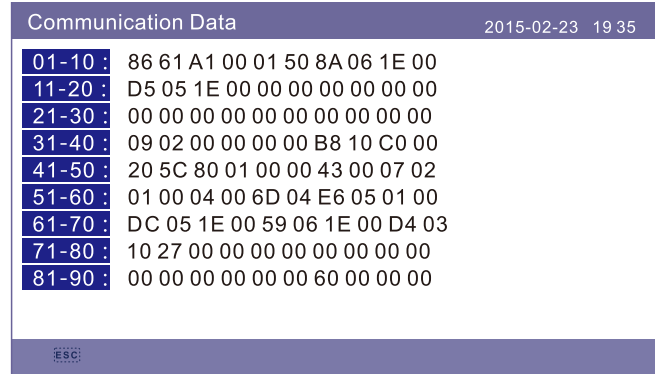 Communication Data 2015-02-23 19 35
01-10 : 86 61 A1 00 01 50 8A 06 1E 00
11-20 : D5 05 1E 00 00 00 00 00 00 00
21-30 : 00 00 00 00 00 00 00 00 00 00
31-40 : 09 02 00 00 00 00 B8 10 C0 00
41-50 : 20 5C 80 01 00 00 43 00 07 02
51-60 : 01 00 04 00 6D 04 E6 05 01 00
61-70 : DC 05 1E 00 59 06 1E 00 D4 03
71-80 : 10 27 00 00 00 00 00 00 00 00
81-90 : 00 00 00 00 00 00 60 00 00 00
ESC